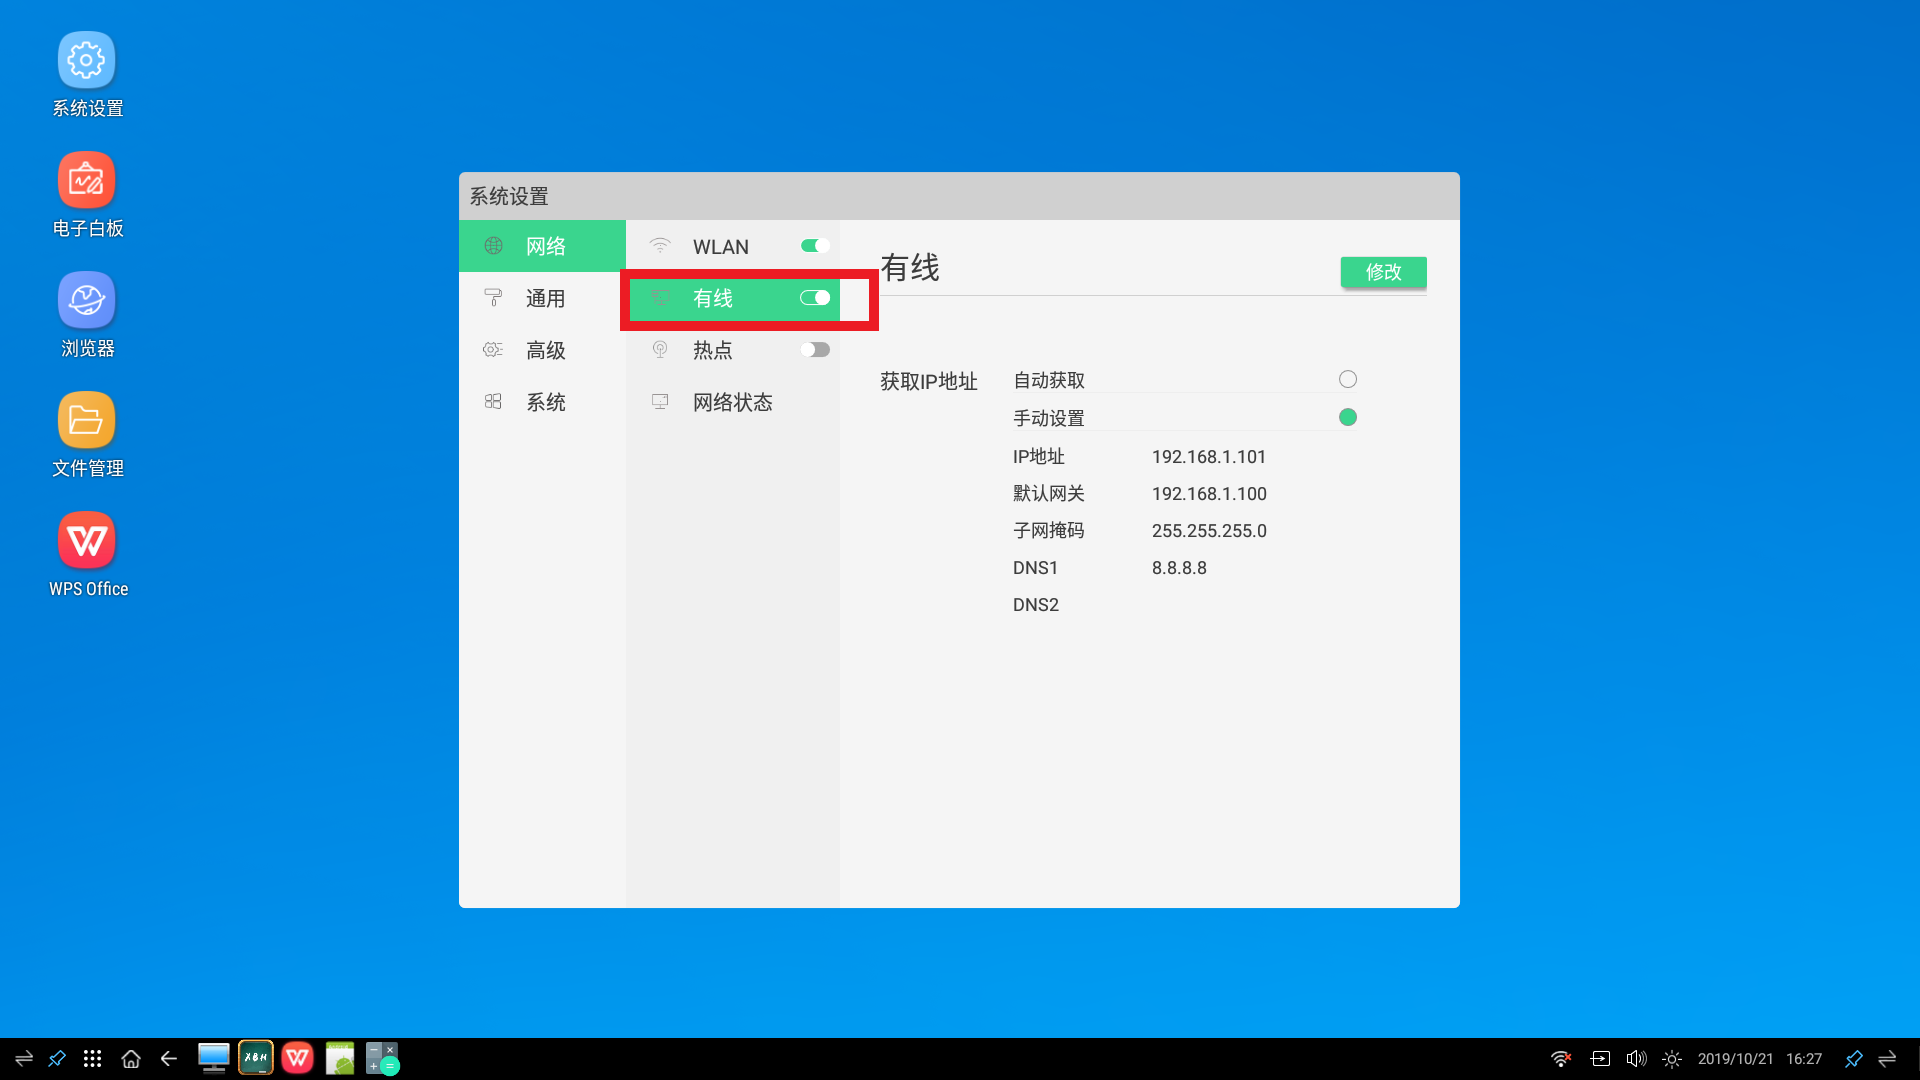 系统设置
电子白板
浏览器
文件管理
WPS Office
系统设置
网络
通用
高级
系统
WLAN
有线
热点
网络状态
有线
修改
获取IP地址
自动获取
手动设置
IP地址 192.168.1.101
默认网关 192.168.1.100
子网掩码 255.255.255.0
DNS1 8.8.8.8
DNS2
XBH
2019/10/21 16:27